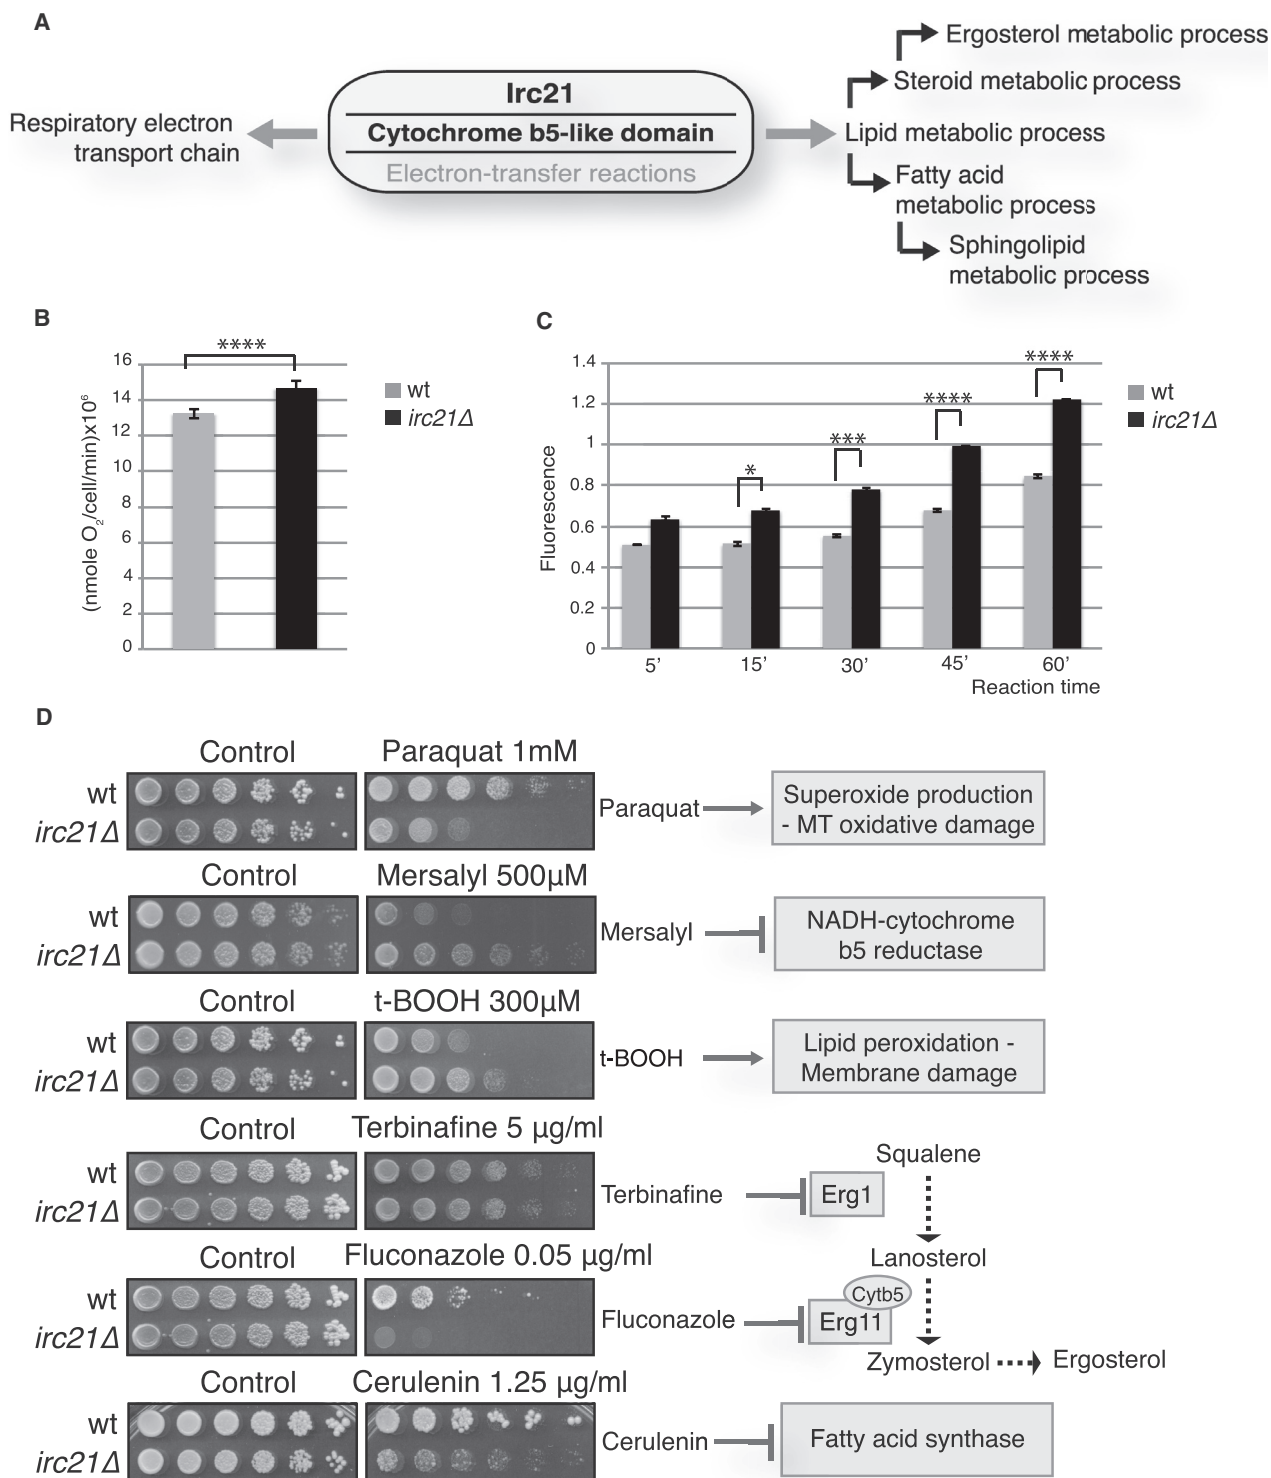 A
Irc21
Cytochrome b5-like domain
Electron-transfer reactions
Respiratory electron
transport chain
Ergosterol metabolic process
Steroid metabolic process
Lipid metabolic process
Fatty acid
metabolic process
Sphingolipid
metabolic process
B
(nmole O₂/cell/min)x10⁶
16
14
12
10
8
6
4
2
0
****
wt
irc21Δ
C
Fluorescence
1.4
1.2
1
0.8
0.6
0.4
0.2
0
*
***
****
****
5’
15’
30’
45’
60’
Reaction time
wt
irc21Δ
D
Control
Paraquat 1mM
wt
irc21Δ
Paraquat
Superoxide production
- MT oxidative damage
Control
Mersalyl 500µM
wt
irc21Δ
Mersalyl
NADH-cytochrome
b5 reductase
Control
t-BOOH 300µM
wt
irc21Δ
t-BOOH
Lipid peroxidation -
Membrane damage
Control
Terbinafine 5 µg/ml
wt
irc21Δ
Terbinafine
Erg1
Squalene
Lanosterol
Control
Fluconazole 0.05 µg/ml
wt
irc21Δ
Fluconazole
Cytb5
Erg11
Zymosterol
Ergosterol
Control
Cerulenin 1.25 µg/ml
wt
irc21Δ
Cerulenin
Fatty acid synthase